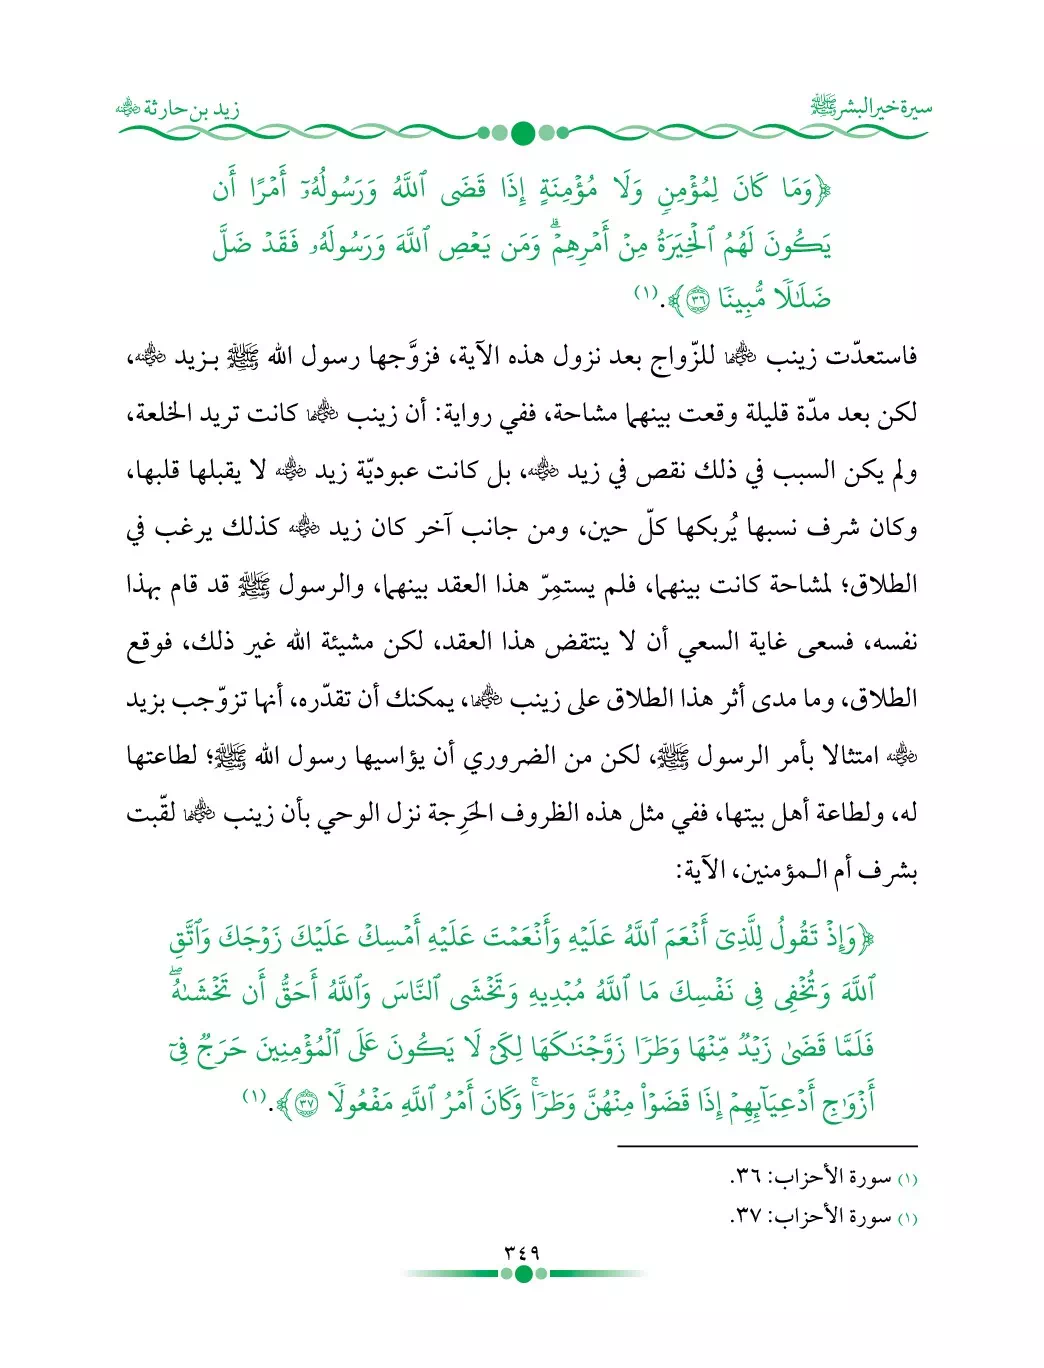 سيرة خير البشر ﷺ
زيد بن حارثة رضي الله عنه
﴿وَمَا كَانَ لِمُؤۡمِنٖ وَلَا مُؤۡمِنَةٍ إِذَا قَضَى ٱللَّهُ وَرَسُولُهُۥٓ أَمۡرًا أَن
يَكُونَ لَهُمُ ٱلۡخِيَرَةُ مِنۡ أَمۡرِهِمۡۗ وَمَن يَعۡصِ ٱللَّهَ وَرَسُولَهُۥ فَقَدۡ ضَلَّ
ضَلَٰلٗا مُّبِينٗا ٣٦﴾.(١)
فاستعدّت زينب رضي الله عنها للزّواج بعد نزول هذه الآية، فزوَّجها رسول الله ﷺ بـزيد رضي الله عنه،
لكن بعد مدّة قليلة وقعت بينهما مشاحة، ففي رواية: أن زينب رضي الله عنها كانت تريد الخلعة،
ولم يكن السبب في ذلك نقص في زيد رضي الله عنه، بل كانت عبوديّة زيد رضي الله عنه لا يقبلها قلبها،
وكان شرف نسبها يُربكها كلّ حين، ومن جانب آخر كان زيد رضي الله عنه كذلك يرغب في
الطلاق؛ لمشاحة كانت بينهما، فلم يستمِرّ هذا العقد بينهما، والرسول ﷺ قد قام بهذا
نفسه، فسعى غاية السعي أن لا ينتقض هذا العقد، لكن مشيئة الله غير ذلك، فوقع
الطلاق، وما مدى أثر هذا الطلاق على زينب رضي الله عنها، يمكنك أن تقدّره، أنها تزوّجب بزيد
رضي الله عنه امتثالا بأمر الرسول ﷺ، لكن من الضروري أن يؤاسيها رسول الله ﷺ؛ لطاعتها
له، ولطاعة أهل بيتها، ففي مثل هذه الظروف الحَرِجة نزل الوحي بأن زينب رضي الله عنها لقّبت
بشرف أم الـمؤمنين، الآية:
﴿وَإِذۡ تَقُولُ لِلَّذِيٓ أَنۡعَمَ ٱللَّهُ عَلَيۡهِ وَأَنۡعَمۡتَ عَلَيۡهِ أَمۡسِكۡ عَلَيۡكَ زَوۡجَكَ وَٱتَّقِ
ٱللَّهَ وَتُخۡفِي فِي نَفۡسِكَ مَا ٱللَّهُ مُبۡدِيهِ وَتَخۡشَى ٱلنَّاسَ وَٱللَّهُ أَحَقُّ أَن تَخۡشَىٰهُۖ
فَلَمَّا قَضَىٰ زَيۡدٞ مِّنۡهَا وَطَرٗا زَوَّجۡنَٰكَهَا لِكَيۡ لَا يَكُونَ عَلَى ٱلۡمُؤۡمِنِينَ حَرَجٞ فِيٓ
أَزۡوَٰجِ أَدۡعِيَآئِهِمۡ إِذَا قَضَوۡاْ مِنۡهُنَّ وَطَرٗاۚ وَكَانَ أَمۡرُ ٱللَّهِ مَفۡعُولٗا ٣٧﴾.(١)
(١) سورة الأحزاب: ٣٦.
(١) سورة الأحزاب: ٣٧.
٣٤٩